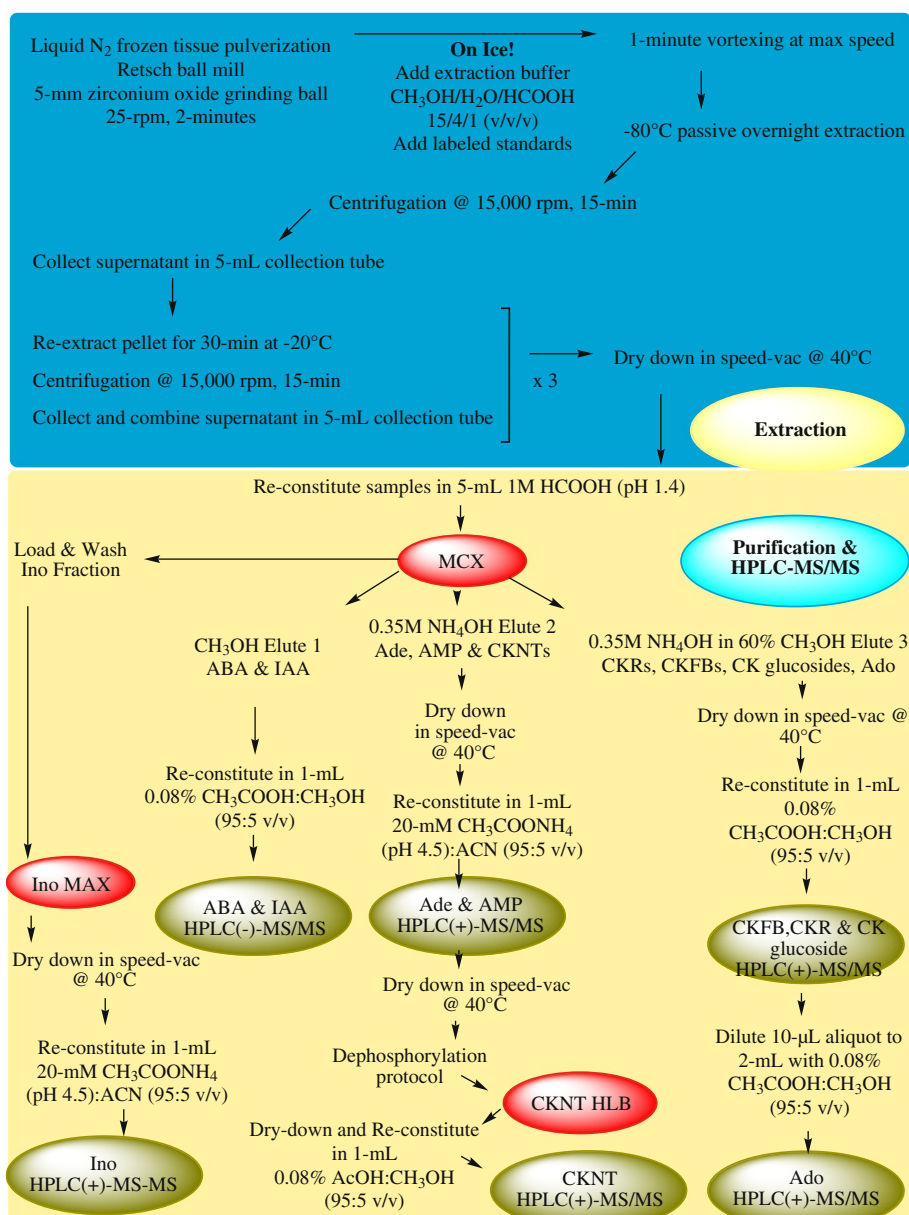 Liquid N2 frozen tissue pulverization
Retsch ball mill
5-mm zirconium oxide grinding ball
25-rpm, 2-minutes
On Ice!
Add extraction buffer
CH3OH/H2O/HCOOH
15/4/1 (v/v/v)
Add labeled standards
1-minute vortexing at max speed
-80°C passive overnight extraction
Centrifugation @ 15,000 rpm, 15-min
Collect supernatant in 5-mL collection tube
Re-extract pellet for 30-min at -20°C
Centrifugation @ 15,000 rpm, 15-min
Collect and combine supernatant in 5-mL collection tube
x 3
Dry down in speed-vac @ 40°C
Extraction
Re-constitute samples in 5-mL 1M HCOOH (pH 1.4)
Load & Wash
Ino Fraction
MCX
Purification &
HPLC-MS/MS
CH3OH Elute 1
ABA & IAA
0.35M NH4OH Elute 2
Ade, AMP & CKNTs
0.35M NH4OH in 60% CH3OH Elute 3
CKRs, CKFBs, CK glucosides, Ado
Dry down
in speed-vac
@ 40°C
Dry down in speed-vac @
40°C
Re-constitute in 1-mL
0.08% CH3COOH:CH3OH
(95:5 v/v)
Re-constitute in 1-mL
20-mM CH3COONH4
(pH 4.5):ACN (95:5 v/v)
Re-constitute in 1-mL
0.08%
CH3COOH:CH3OH
(95:5 v/v)
Ino MAX
ABA & IAA
HPLC(-)-MS/MS
Ade & AMP
HPLC(+)-MS/MS
CKFB,CKR & CK
glucoside
HPLC(+)-MS/MS
Dry down in speed-vac
@ 40°C
Dry down in speed-vac
@ 40°C
Re-constitute in 1-mL
20-mM CH3COONH4
(pH 4.5):ACN (95:5 v/v)
Dephosphorylation
protocol
Dilute 10-μL aliquot to
2-mL with 0.08%
CH3COOH:CH3OH
(95:5 v/v)
CKNT HLB
Dry-down and Re-constitute
in 1-mL
0.08% AcOH:CH3OH
(95:5 v/v)
Ino
HPLC(+)-MS-MS
CKNT
HPLC(+)-MS/MS
Ado
HPLC(+)-MS/MS